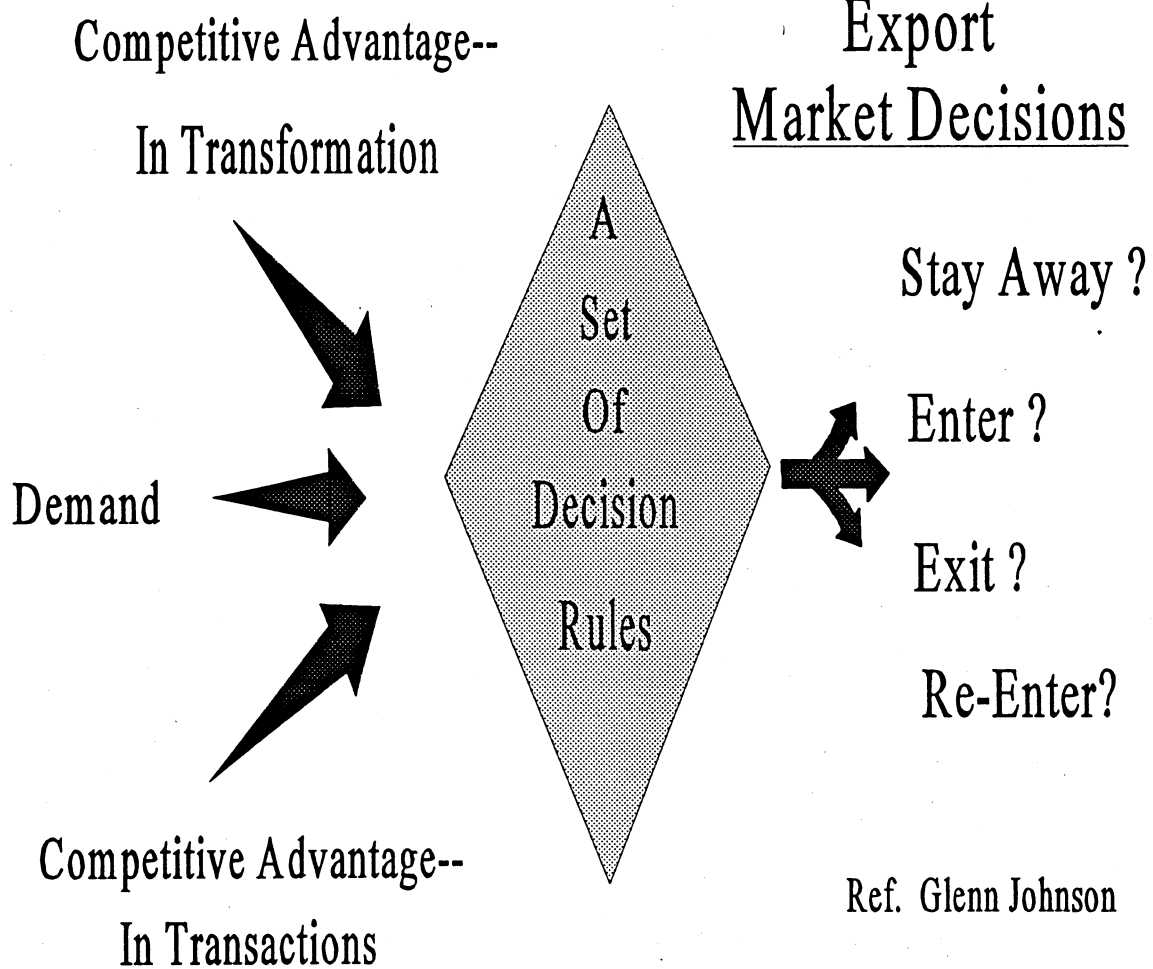 Competitive Advantage--
In Transformation
Demand
Competitive Advantage--
In Transactions
A
Set
Of
Decision
Rules
Export
Market Decisions
Stay Away ?
Enter ?
Exit ?
Re-Enter?
Ref. Glenn Johnson